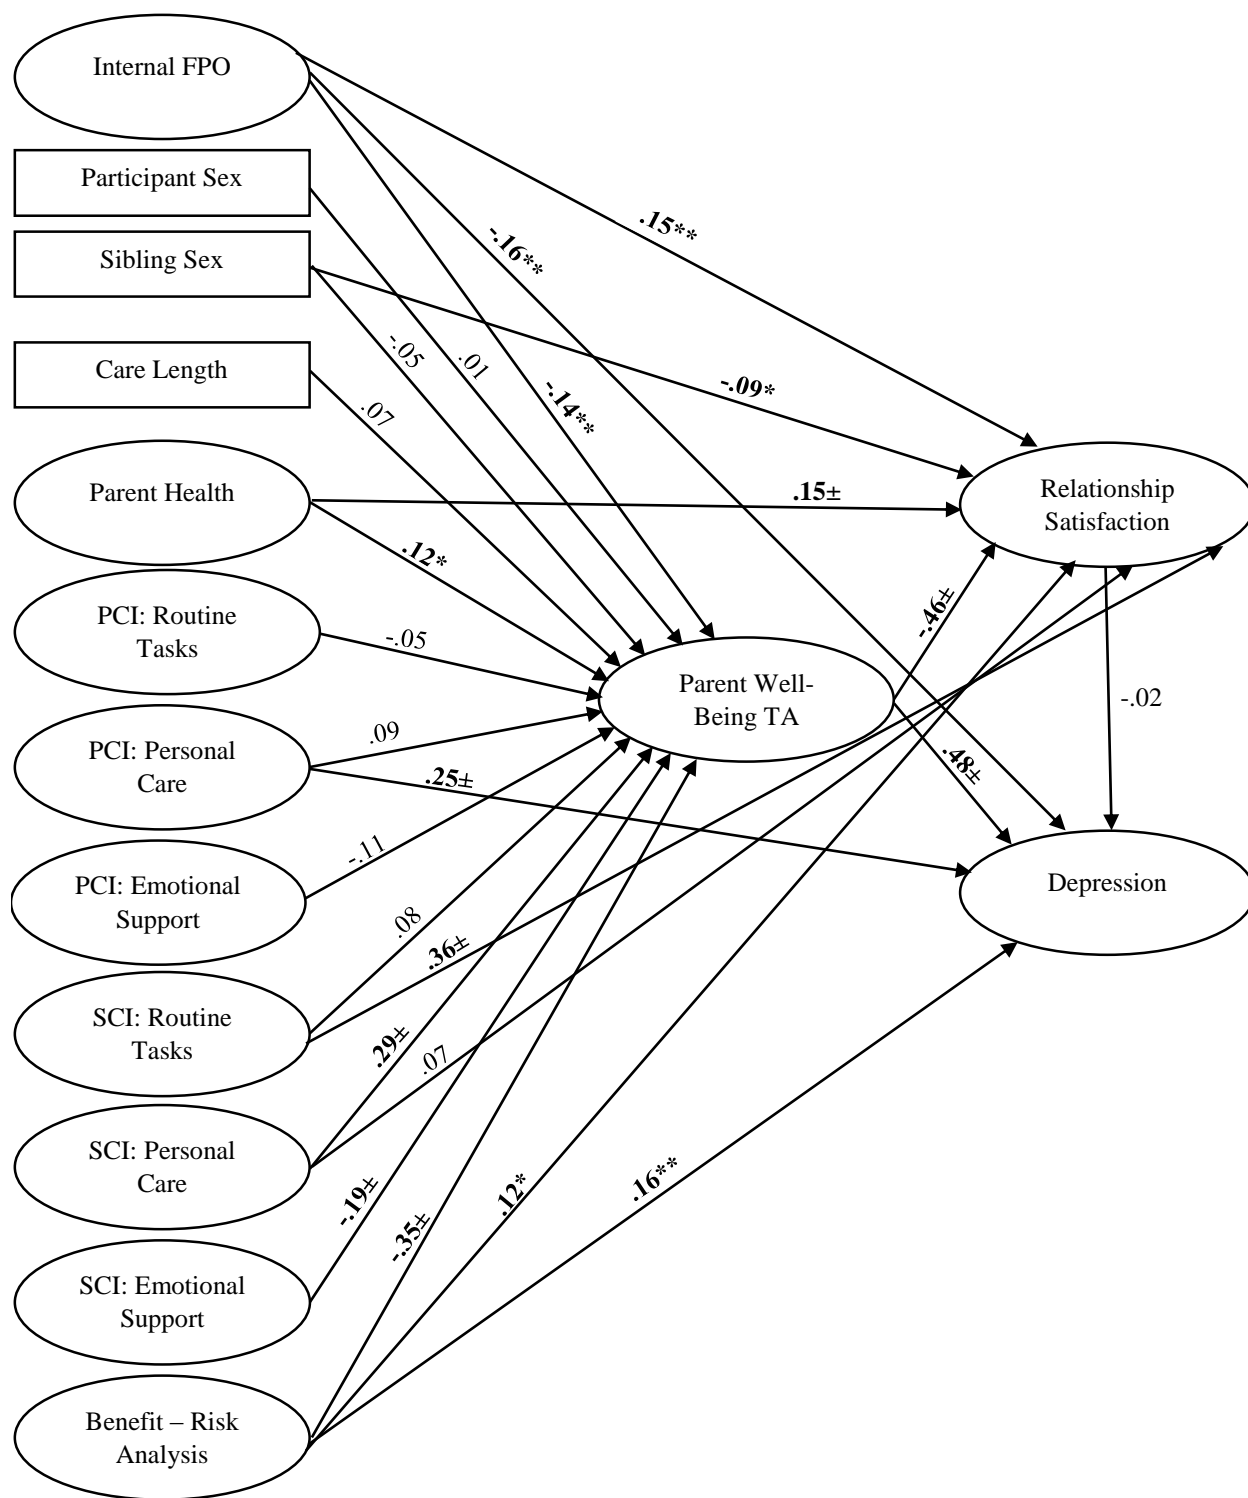 Internal FPO
Participant Sex
Sibling Sex
Care Length
Parent Health
PCI: Routine
Tasks
PCI: Personal
Care
PCI: Emotional
Support
SCI: Routine
Tasks
SCI: Personal
Care
SCI: Emotional
Support
Benefit – Risk
Analysis
.15**
-.16**
-.05
.01
-.14**
-.09*
.07
.15±
.12*
-.05
.09
.25±
-.11
.08
.36±
.29±
.07
-.19±
-.35±
.12*
.16**
Parent Well-
Being TA
-.46±
.48±
Relationship
Satisfaction
-.02
Depression